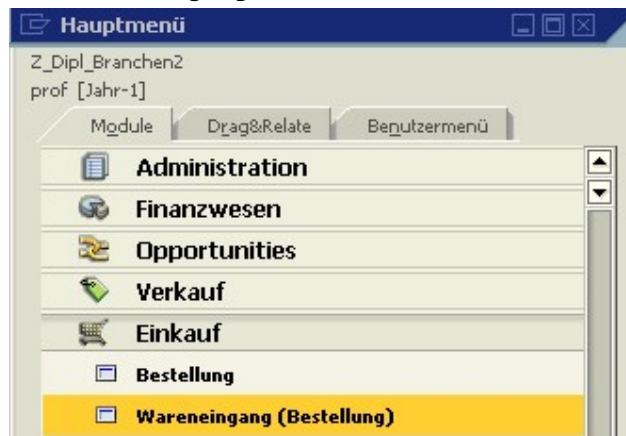 Hauptmenü
Z_Dipl_Branchen2
prof [Jahr-1]
Module Drag&Relate Benutzermenü
Administration
Finanzwesen
Opportunities
Verkauf
Einkauf
Bestellung
Wareneingang (Bestellung)